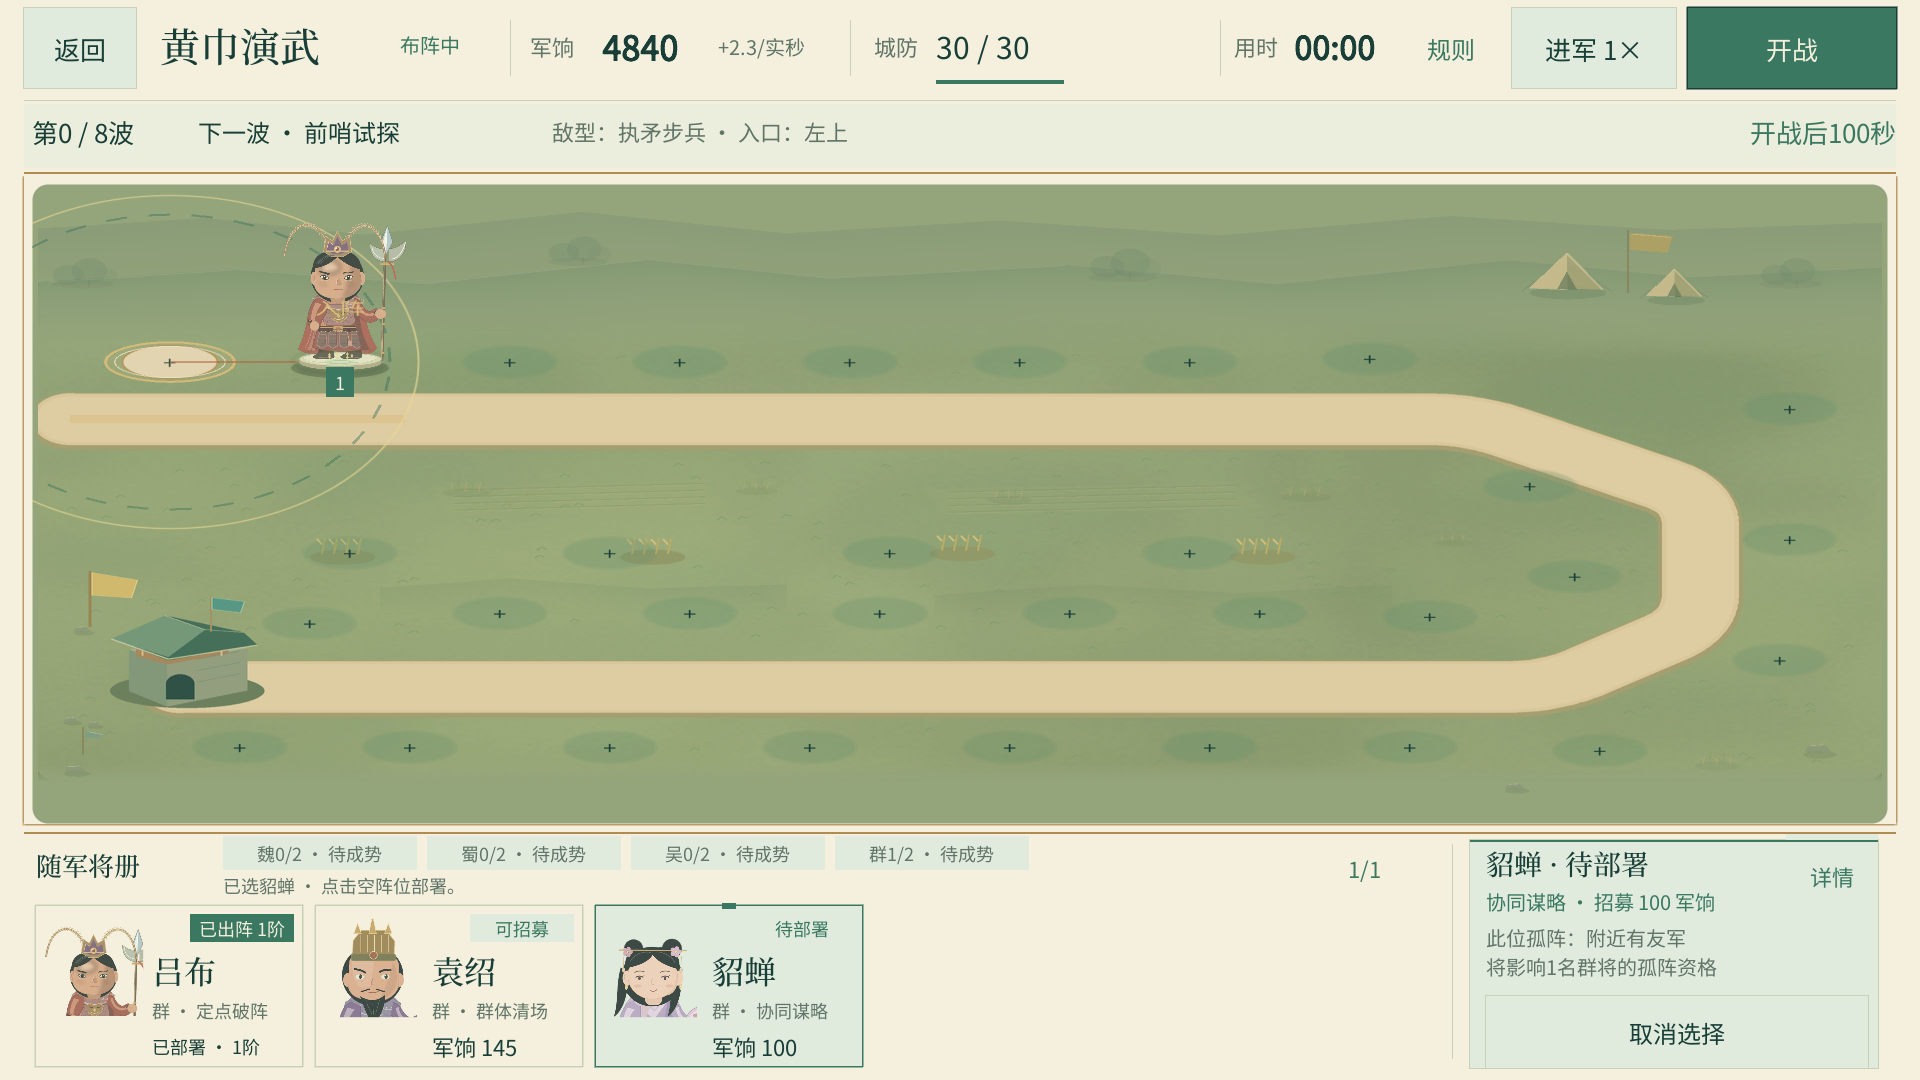 返回
黄巾演武
布阵中
军饷 4840 +2.3/实秒
城防 30 / 30
用时 00:00
规则
进军 1×
开战
第0 / 8波
下一波 · 前哨试探
敌型：执矛步兵 · 入口：左上
开战后100秒
1
随军将册
魏0/2 · 待成势
蜀0/2 · 待成势
吴0/2 · 待成势
群1/2 · 待成势
已选貂蝉 · 点击空阵位部署。
1/1
已出阵 1阶
吕布
群 · 定点破阵
已部署 · 1阶
可招募
袁绍
群 · 群体清场
军饷 145
待部署
貂蝉
群 · 协同谋略
军饷 100
貂蝉 · 待部署
详情
协同谋略 · 招募 100 军饷
此位孤阵：附近有友军
将影响1名群将的孤阵资格
取消选择